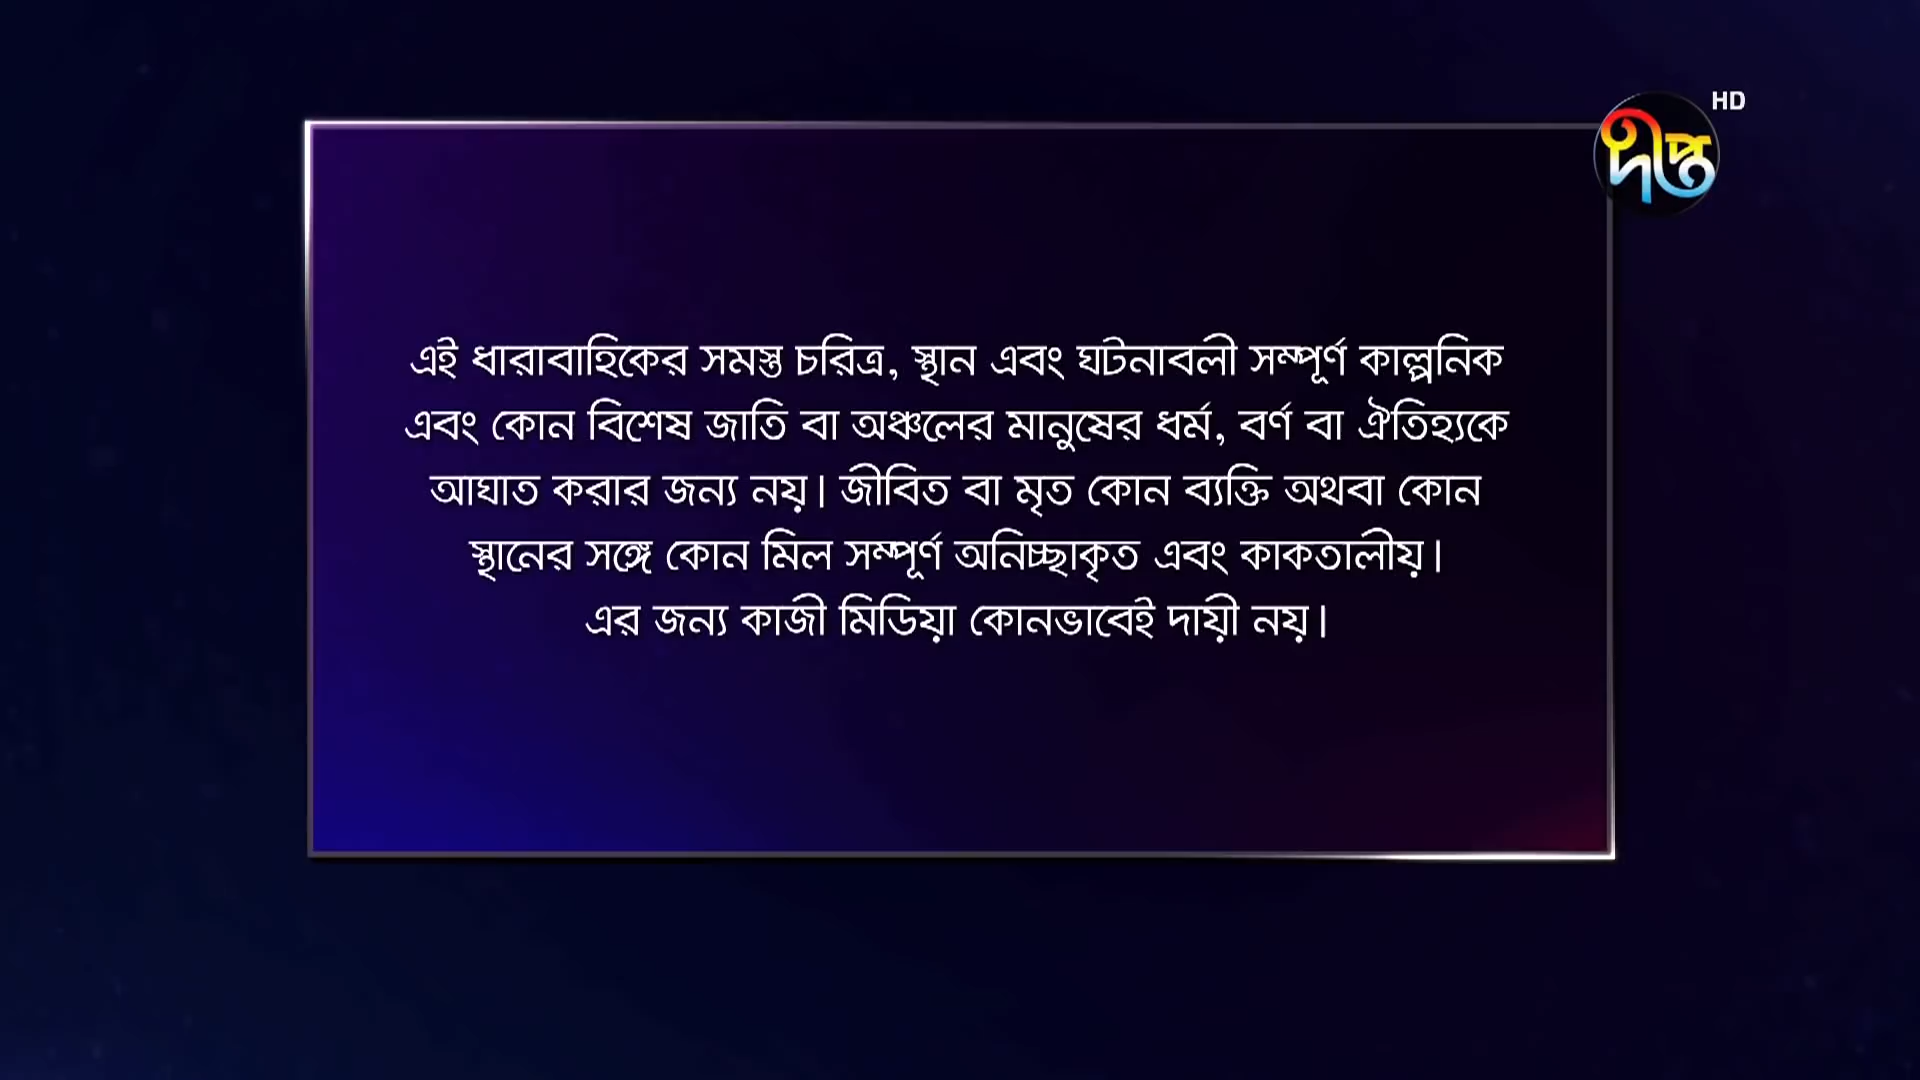 HD
দীপ্ত
এই ধারাবাহিকের সমস্ত চরিত্র, স্থান এবং ঘটনাবলী সম্পূর্ণ কাল্পনিক
এবং কোন বিশেষ জাতি বা অঞ্চলের মানুষের ধর্ম, বর্ণ বা ঐতিহ্যকে
আঘাত করার জন্য নয়। জীবিত বা মৃত কোন ব্যক্তি অথবা কোন
স্থানের সঙ্গে কোন মিল সম্পূর্ণ অনিচ্ছাকৃত এবং কাকতালীয়।
এর জন্য কাজী মিডিয়া কোনভাবেই দায়ী নয়।